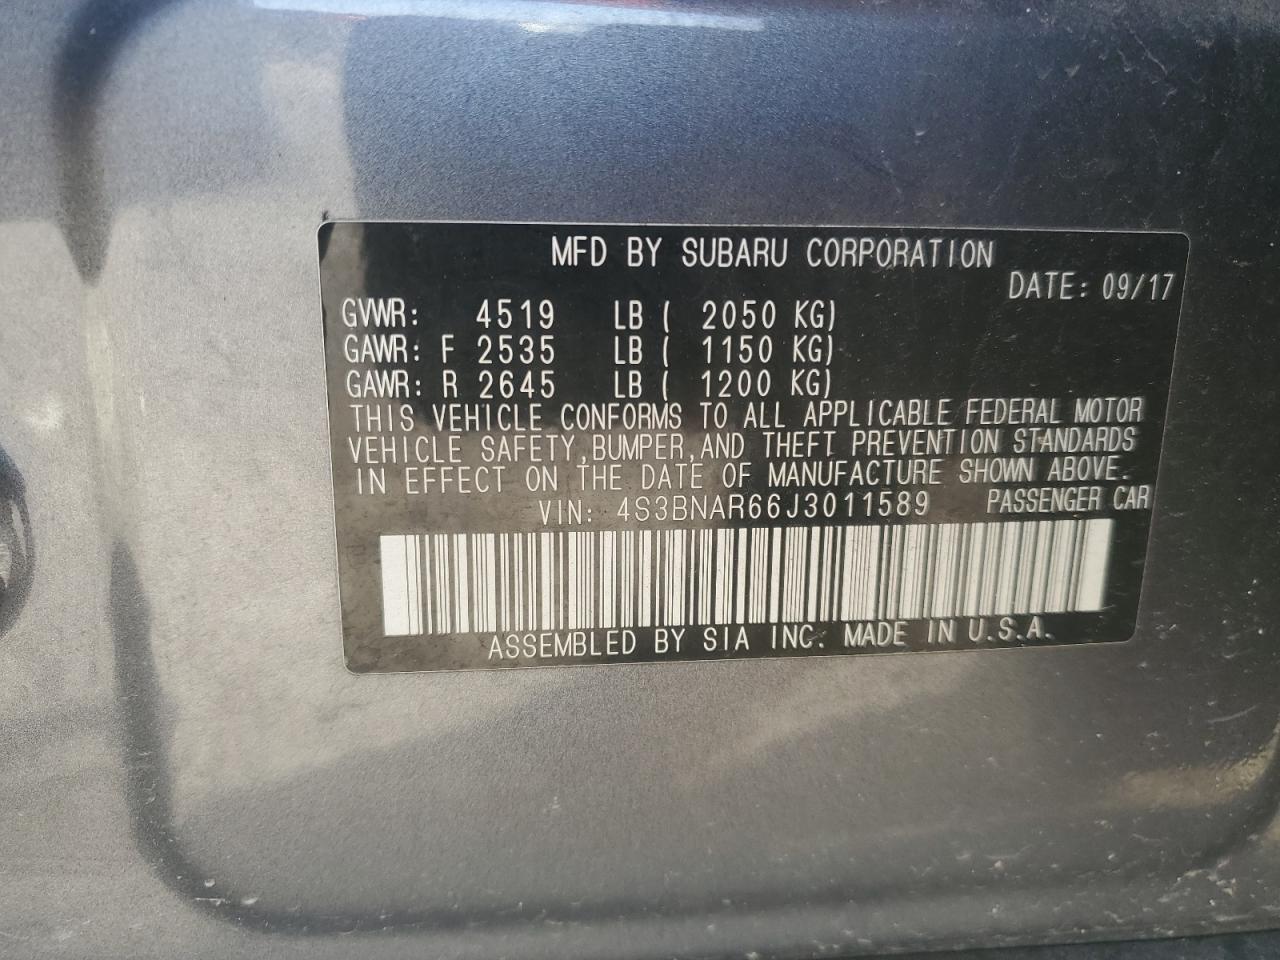 MFD BY SUBARU CORPORATION
DATE: 09/17
GVWR: 4519 LB ( 2050 KG)
GAWR: F 2535 LB ( 1150 KG)
GAWR: R 2645 LB ( 1200 KG)
THIS VEHICLE CONFORMS TO ALL APPLICABLE FEDERAL MOTOR
VEHICLE SAFETY, BUMPER, AND THEFT PREVENTION STANDARDS
IN EFFECT ON THE DATE OF MANUFACTURE SHOWN ABOVE.
VIN: 4S3BNAR66J3011589 PASSENGER CAR
ASSEMBLED BY SIA INC. MADE IN U.S.A.